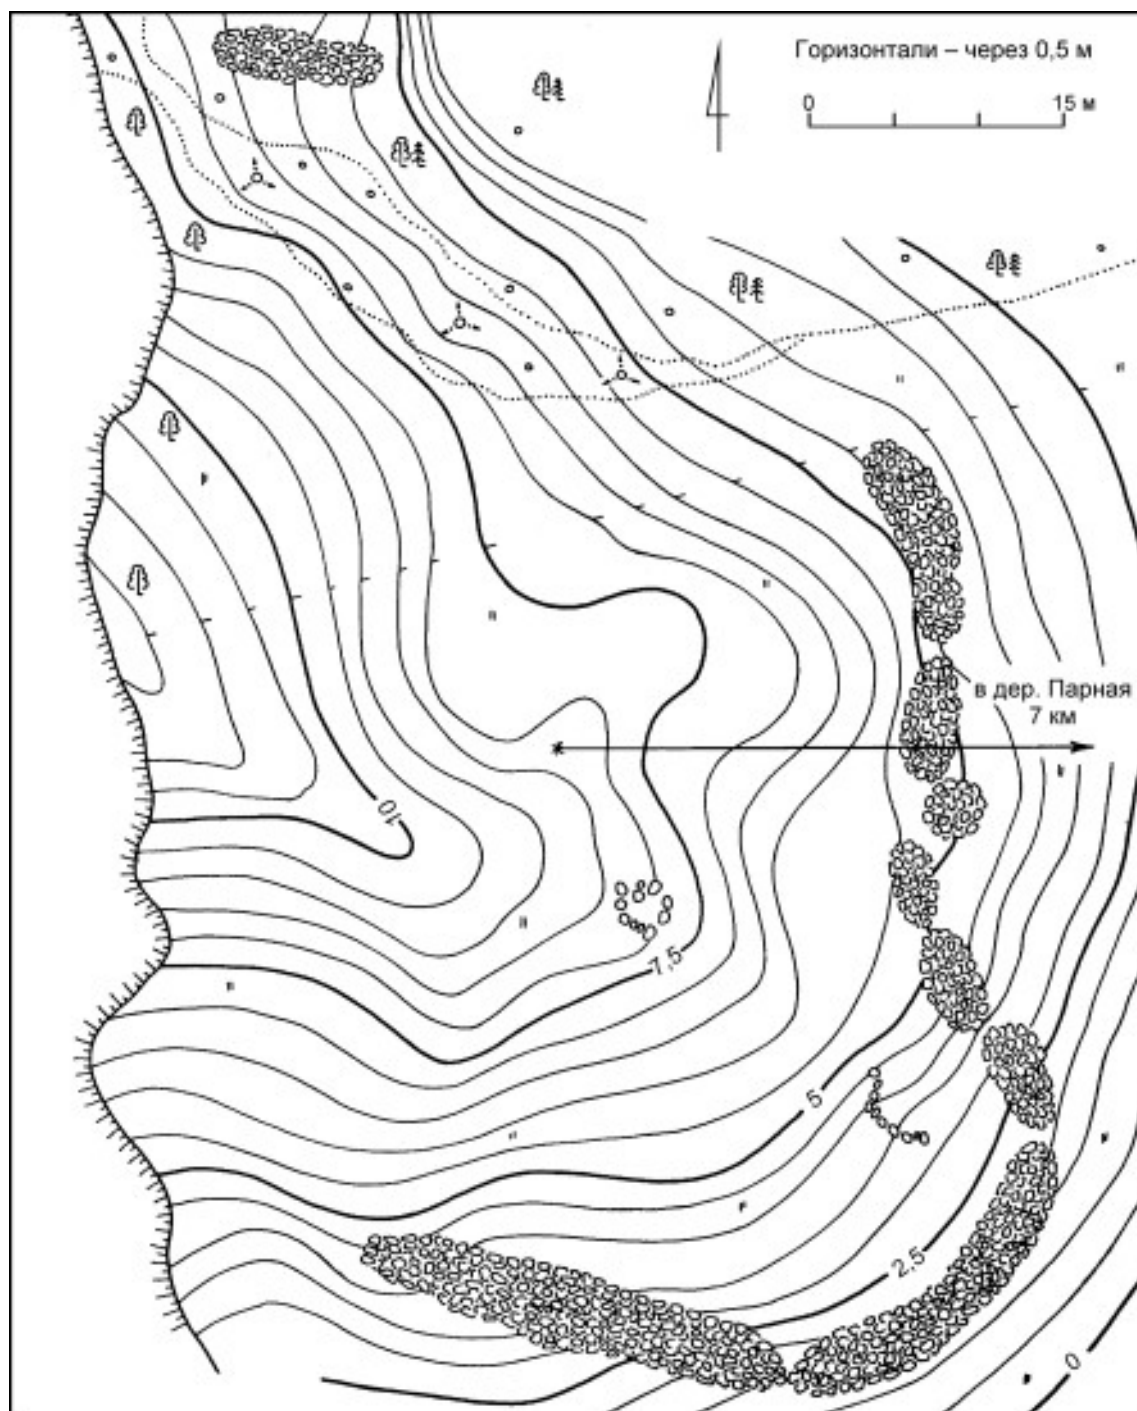 Горизонтали – через 0,5 м
0 15 м
в дер. Парная
7 км
10
7,5
5
2,5
0